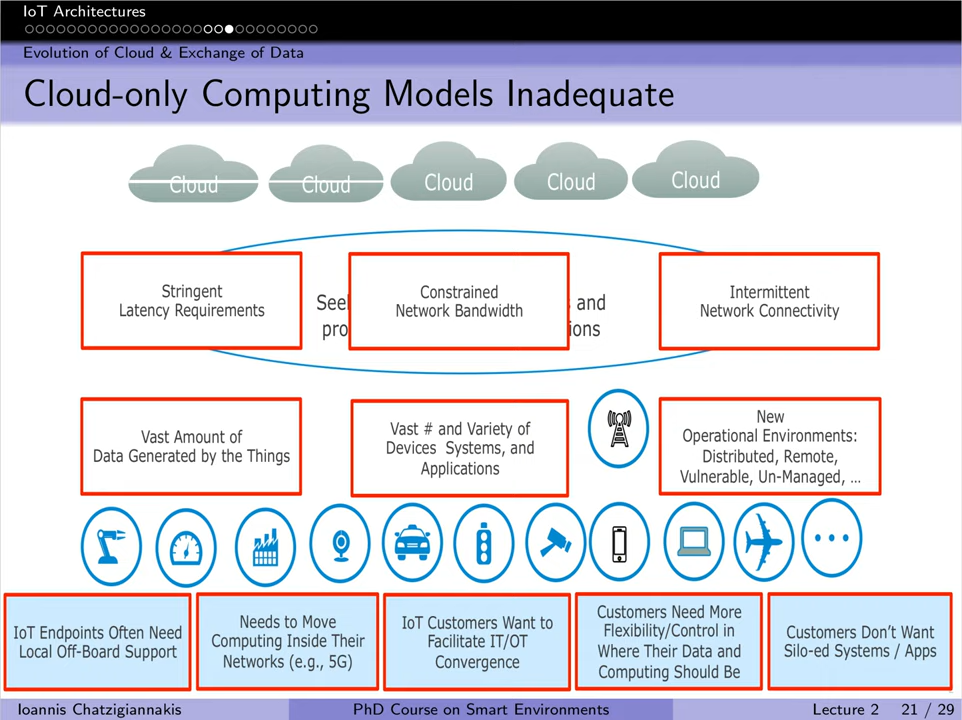 IoT Architectures
Evolution of Cloud & Exchange of Data
Cloud-only Computing Models Inadequate
Cloud Cloud Cloud Cloud Cloud
Stringent
Latency Requirements
Constrained
Network Bandwidth
and
Intermittent
Network Connectivity
Vast Amount of
Data Generated by the Things
Vast # and Variety of
Devices Systems, and
Applications
New
Operational Environments:
Distributed, Remote,
Vulnerable, Un-Managed, ...
IoT Endpoints Often Need
Local Off-Board Support
Needs to Move
Computing Inside Their
Networks (e.g., 5G)
IoT Customers Want to
Facilitate IT/OT
Convergence
Customers Need More
Flexibility/Control in
Where Their Data and
Computing Should Be
Customers Don't Want
Silo-ed Systems / Apps
Ioannis Chatzigiannakis PhD Course on Smart Environments Lecture 2 21 / 29